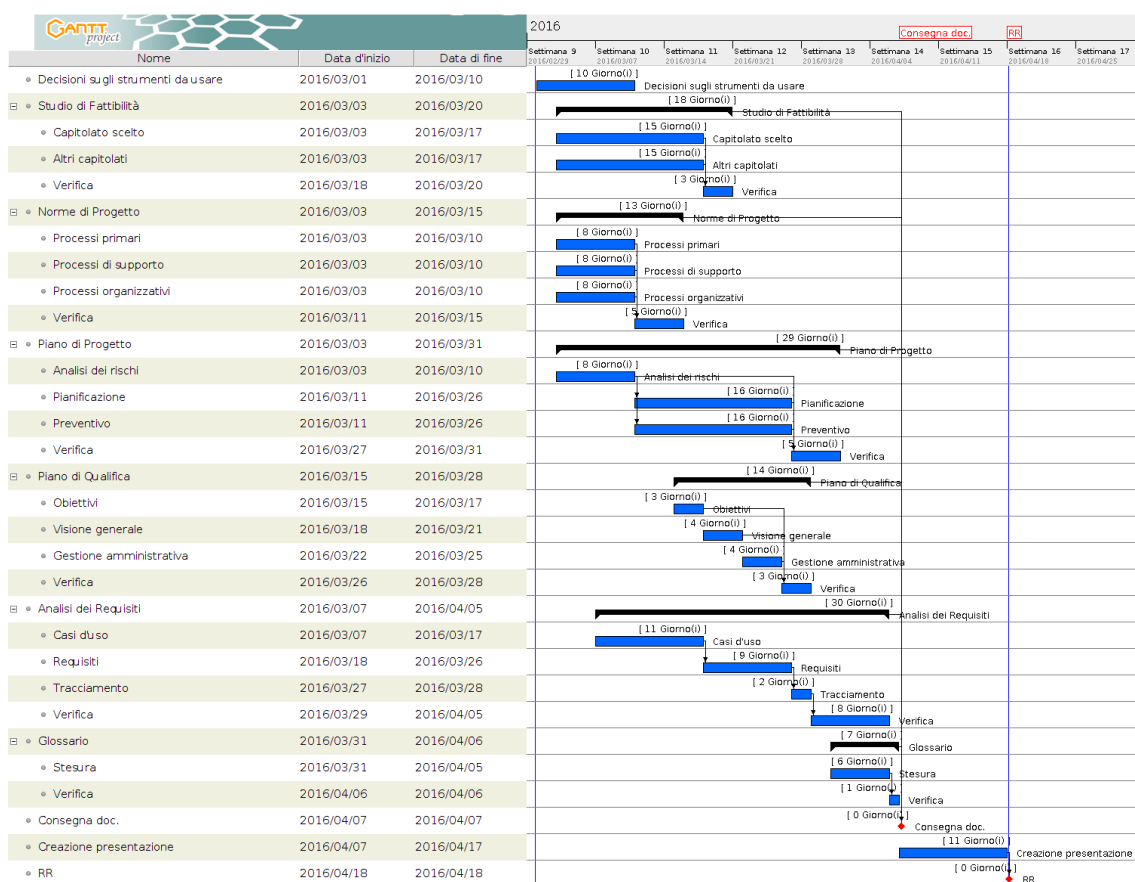 GANTT
project
2016
Consegna doc.
RR
Settimana 9 Settimana 10 Settimana 11 Settimana 12 Settimana 13 Settimana 14 Settimana 15 Settimana 16 Settimana 17
2016/02/29 2016/03/07 2016/03/14 2016/03/21 2016/03/28 2016/04/04 2016/04/11 2016/04/18 2016/04/25
Nome Data d'inizio Data di fine
Decisioni sugli strumenti da usare 2016/03/01 2016/03/10 [ 10 Giorno(i) ] Decisioni sugli strumenti da usare
Studio di Fattibilità 2016/03/03 2016/03/20 [ 18 Giorno(i) ] Studio di Fattibilità
Capitolato scelto 2016/03/03 2016/03/17 [ 15 Giorno(i) ] Capitolato scelto
Altri capitolati 2016/03/03 2016/03/17 [ 15 Giorno(i) ] Altri capitolati
Verifica 2016/03/18 2016/03/20 [ 3 Giorno(i) ] Verifica
Norme di Progetto 2016/03/03 2016/03/15 [ 13 Giorno(i) ] Norme di Progetto
Processi primari 2016/03/03 2016/03/10 [ 8 Giorno(i) ] Processi primari
Processi di supporto 2016/03/03 2016/03/10 [ 8 Giorno(i) ] Processi di supporto
Processi organizzativi 2016/03/03 2016/03/10 [ 8 Giorno(i) ] Processi organizzativi
Verifica 2016/03/11 2016/03/15 [ 5 Giorno(i) ] Verifica
Piano di Progetto 2016/03/03 2016/03/31 [ 29 Giorno(i) ] Piano di Progetto
Analisi dei rischi 2016/03/03 2016/03/10 [ 8 Giorno(i) ] Analisi dei rischi
Pianificazione 2016/03/11 2016/03/26 [ 16 Giorno(i) ] Pianificazione
Preventivo 2016/03/11 2016/03/26 [ 16 Giorno(i) ] Preventivo
Verifica 2016/03/27 2016/03/31 [ 5 Giorno(i) ] Verifica
Piano di Qualifica 2016/03/15 2016/03/28 [ 14 Giorno(i) ] Piano di Qualifica
Obiettivi 2016/03/15 2016/03/17 [ 3 Giorno(i) ] Obiettivi
Visione generale 2016/03/18 2016/03/21 [ 4 Giorno(i) ] Visione generale
Gestione amministrativa 2016/03/22 2016/03/25 [ 4 Giorno(i) ] Gestione amministrativa
Verifica 2016/03/26 2016/03/28 [ 3 Giorno(i) ] Verifica
Analisi dei Requisiti 2016/03/07 2016/04/05 [ 30 Giorno(i) ] Analisi dei Requisiti
Casi d'uso 2016/03/07 2016/03/17 [ 11 Giorno(i) ] Casi d'uso
Requisiti 2016/03/18 2016/03/26 [ 9 Giorno(i) ] Requisiti
Tracciamento 2016/03/27 2016/03/28 [ 2 Giorno(i) ] Tracciamento
Verifica 2016/03/29 2016/04/05 [ 8 Giorno(i) ] Verifica
Glossario 2016/03/31 2016/04/06 [ 7 Giorno(i) ] Glossario
Stesura 2016/03/31 2016/04/05 [ 6 Giorno(i) ] Stesura
Verifica 2016/04/06 2016/04/06 [ 1 Giorno(i) ] Verifica
Consegna doc. 2016/04/07 2016/04/07 [ 0 Giorno(i) ] Consegna doc.
Creazione presentazione 2016/04/07 2016/04/17 [ 11 Giorno(i) ] Creazione presentazione
RR 2016/04/18 2016/04/18 [ 0 Giorno(i) ] RR